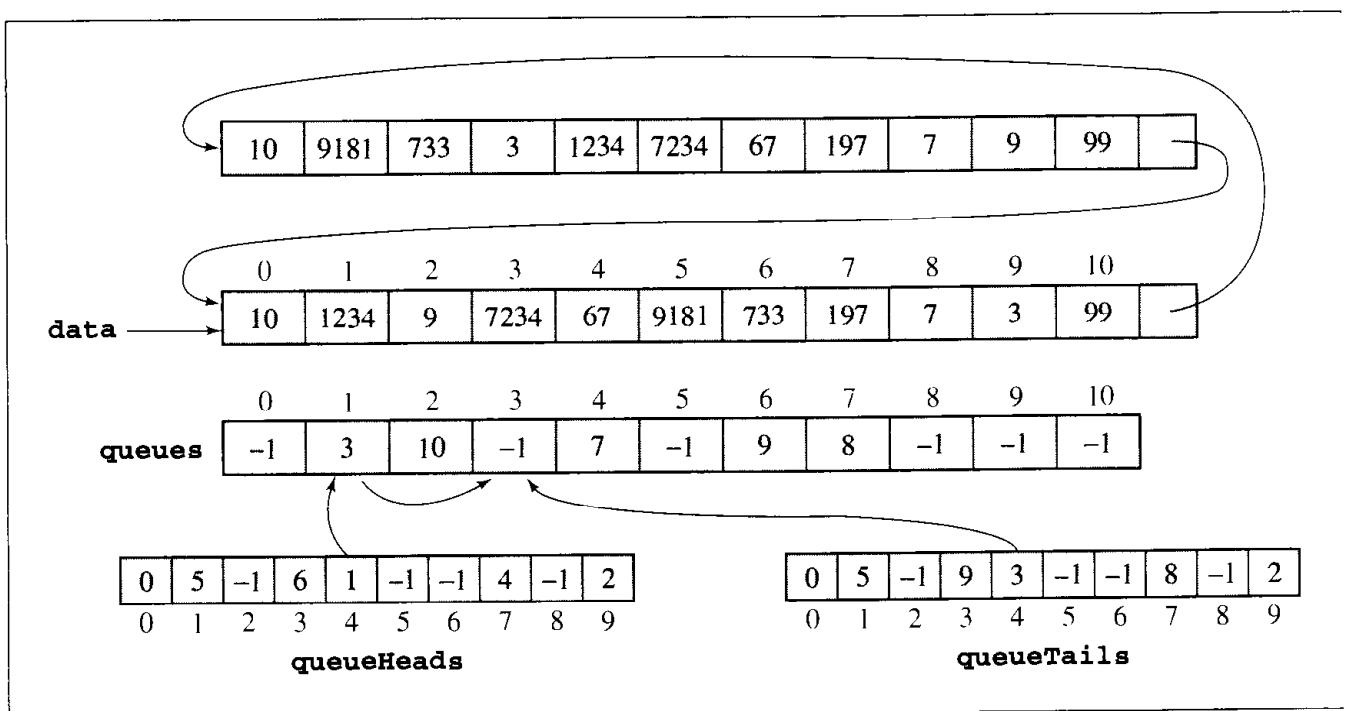 10 9181 733 3 1234 7234 67 197 7 9 99
0 1 2 3 4 5 6 7 8 9 10
data 10 1234 9 7234 67 9181 733 197 7 3 99
0 1 2 3 4 5 6 7 8 9 10
queues –1 3 10 –1 7 –1 9 8 –1 –1 –1
0 5 –1 6 1 –1 –1 4 –1 2
0 1 2 3 4 5 6 7 8 9
queueHeads
0 5 –1 9 3 –1 –1 8 –1 2
0 1 2 3 4 5 6 7 8 9
queueTails